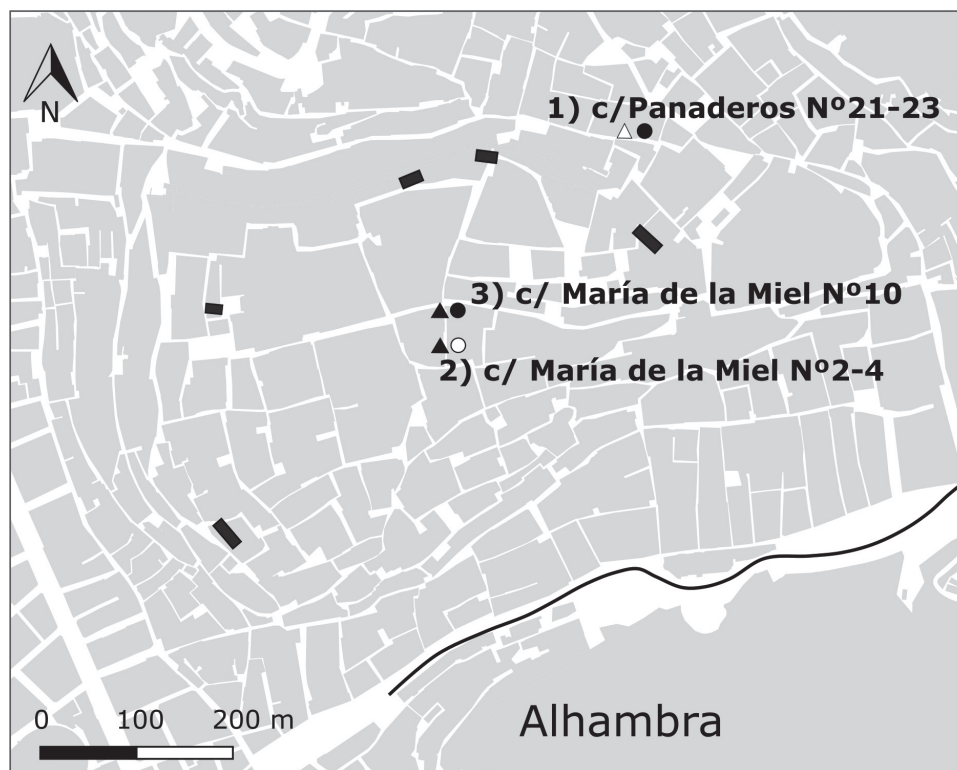 N
1) c/Panaderos Nº21-23
3) c/ María de la Miel Nº10
2) c/ María de la Miel Nº2-4
0 100 200 m
Alhambra